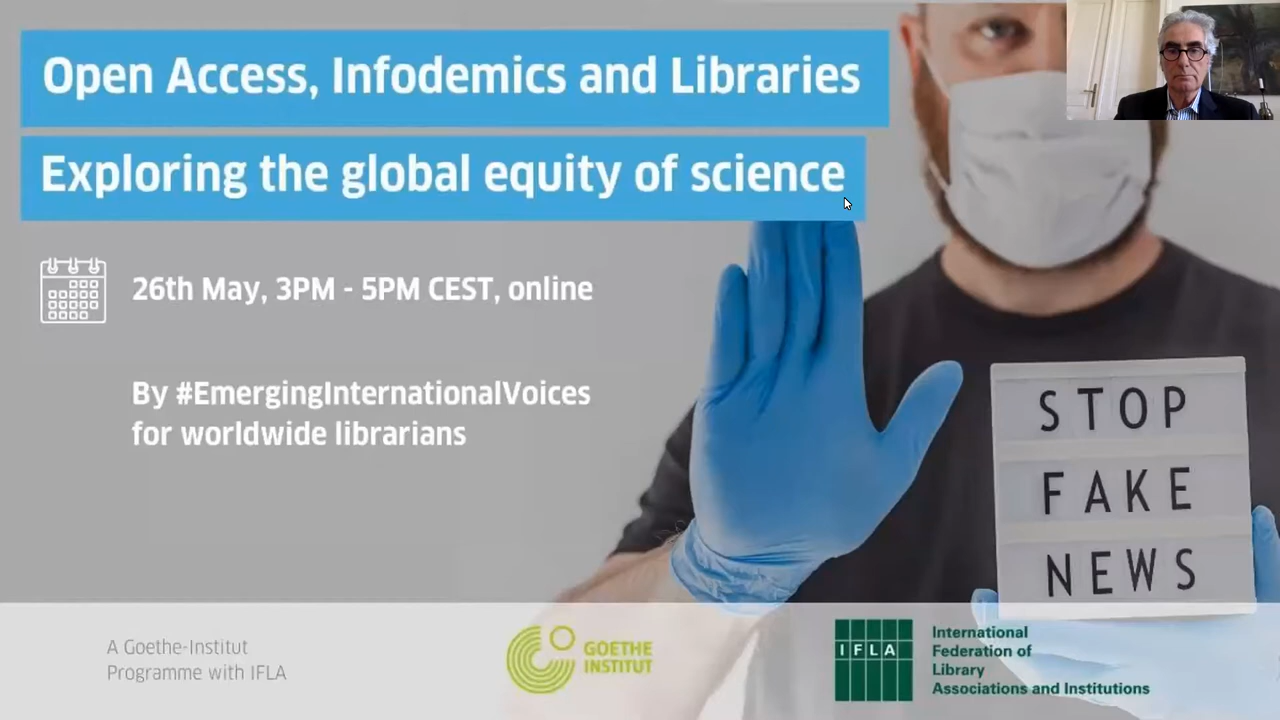 Open Access, Infodemics and Libraries
Exploring the global equity of science
26th May, 3PM - 5PM CEST, online
By #EmergingInternationalVoices
for worldwide librarians
STOP
FAKE
NEWS
A Goethe-Institut
Programme with IFLA
GOETHE
INSTITUT
IFLA
International
Federation of
Library
Associations and Institutions